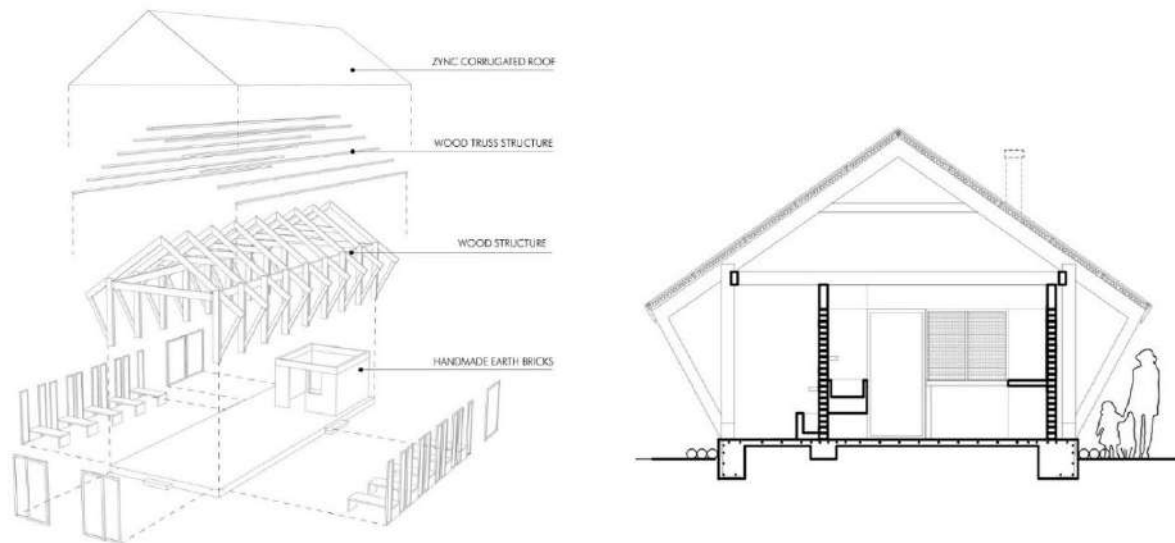 ZYNC CORRUGATED ROOF
WOOD TRUSS STRUCTURE
WOOD STRUCTURE
HANDMADE EARTH BRICKS